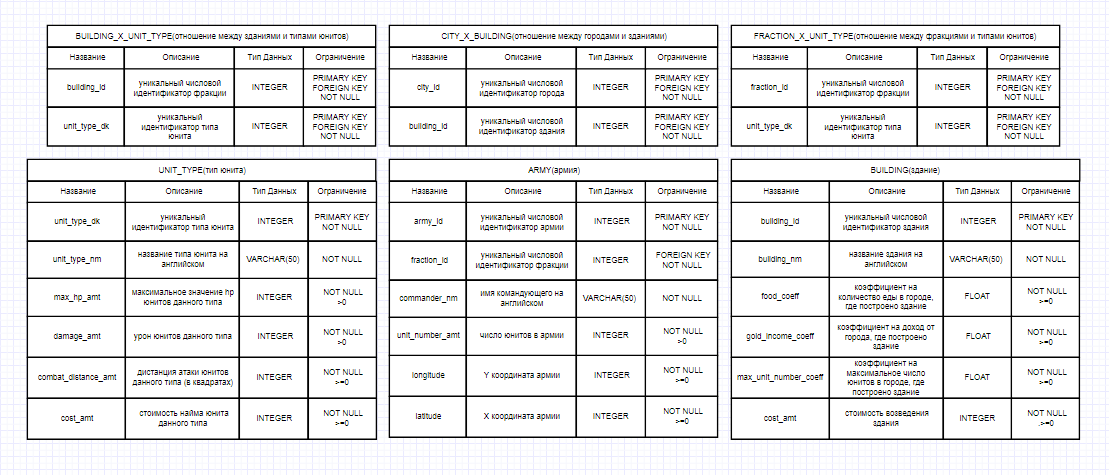 BUILDING_X_UNIT_TYPE(отношение между зданиями и типами юнитов)
Название Описание Тип Данных Ограничение
building_id уникальный числовой идентификатор фракции INTEGER PRIMARY KEY FOREIGN KEY NOT NULL
unit_type_dk уникальный идентификатор типа юнита INTEGER PRIMARY KEY FOREIGN KEY NOT NULL
CITY_X_BUILDING(отношение между городами и зданиями)
Название Описание Тип Данных Ограничение
city_id уникальный числовой идентификатор города INTEGER PRIMARY KEY FOREIGN KEY NOT NULL
building_id уникальный числовой идентификатор здания INTEGER PRIMARY KEY FOREIGN KEY NOT NULL
FRACTION_X_UNIT_TYPE(отношение между фракциями и типами юнитов)
Название Описание Тип Данных Ограничение
fraction_id уникальный числовой идентификатор фракции INTEGER PRIMARY KEY FOREIGN KEY NOT NULL
unit_type_dk уникальный идентификатор типа юнита INTEGER PRIMARY KEY FOREIGN KEY NOT NULL
UNIT_TYPE(тип юнита)
Название Описание Тип Данных Ограничение
unit_type_dk уникальный идентификатор типа юнита INTEGER PRIMARY KEY NOT NULL
unit_type_nm название типа юнита на английском VARCHAR(50) NOT NULL
max_hp_amt максимальное значение hp юнитов данного типа INTEGER NOT NULL >0
damage_amt урон юнитов данного типа INTEGER NOT NULL >0
combat_distance_amt дистанция атаки юнитов данного типа (в квадратах) INTEGER NOT NULL >=0
cost_amt стоимость найма юнита данного типа INTEGER NOT NULL >=0
ARMY(армия)
Название Описание Тип Данных Ограничение
army_id уникальный числовой идентификатор армии INTEGER PRIMARY KEY NOT NULL
fraction_id уникальный числовой идентификатор фракции INTEGER FOREIGN KEY NOT NULL
commander_nm имя командующего на английском VARCHAR(50) NOT NULL
unit_number_amt число юнитов в армии INTEGER NOT NULL >0
longitude Y координата армии INTEGER NOT NULL >=0
latitude X координата армии INTEGER NOT NULL >=0
BUILDING(здание)
Название Описание Тип Данных Ограничение
building_id уникальный числовой идентификатор здания INTEGER PRIMARY KEY NOT NULL
building_nm название здания на английском VARCHAR(50) NOT NULL
food_coeff коэффициент на количество еды в городе, где построено здание FLOAT NOT NULL >=0
gold_income_coeff коэффициент на доход от города, где построено здание FLOAT NOT NULL >=0
max_unit_number_coeff коэффициент на максимальное число юнитов в городе, где построено здание FLOAT NOT NULL >=0
cost_amt стоимость возведения здания INTEGER NOT NULL .>=0